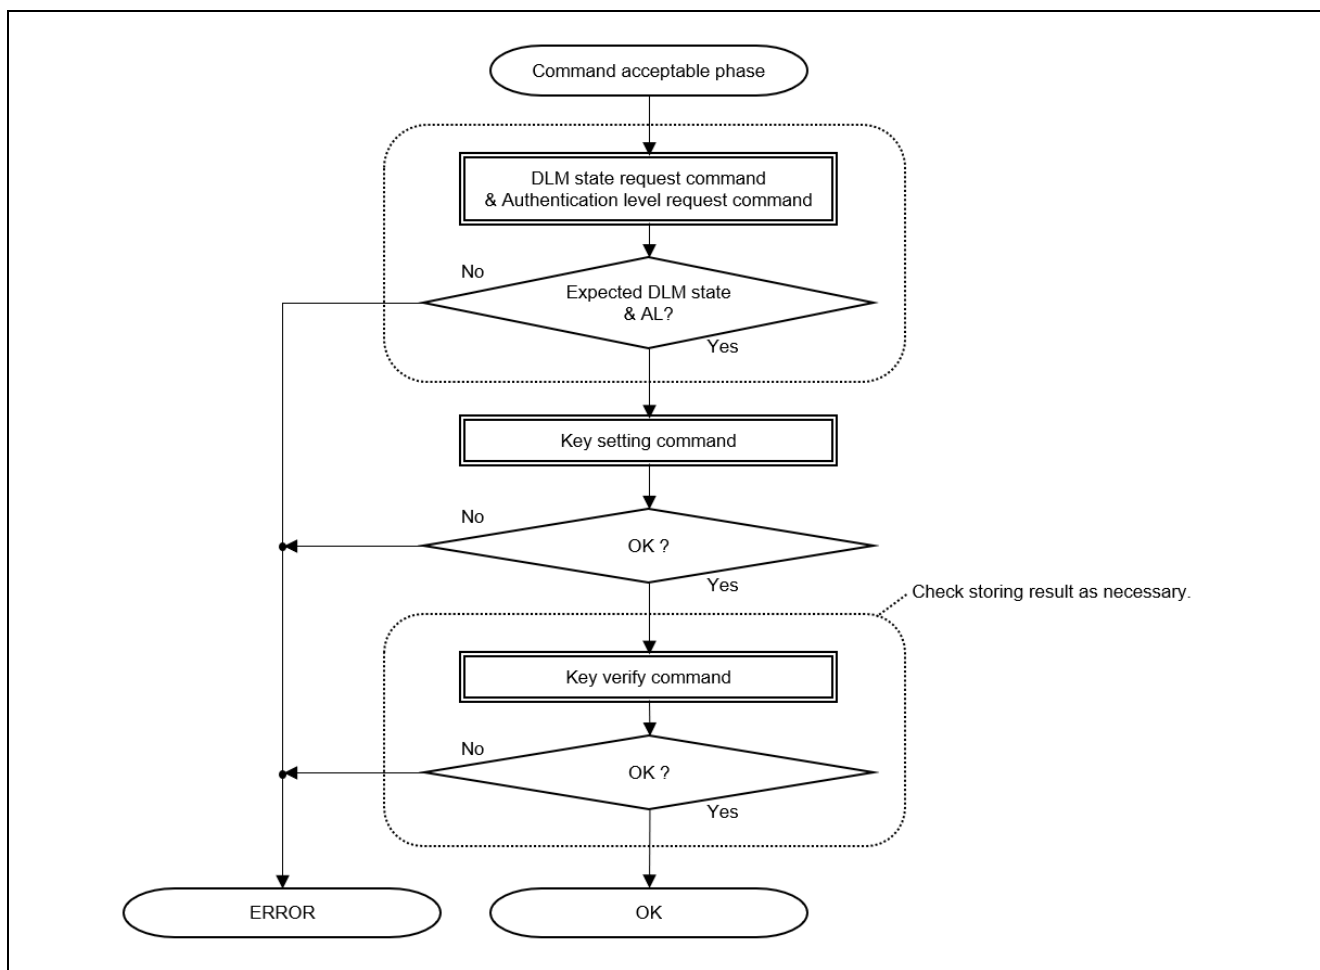 Command acceptable phase
DLM state request command
& Authentication level request command
No
Expected DLM state
& AL?
Yes
Key setting command
No
OK ?
Yes
Check storing result as necessary.
Key verify command
No
OK ?
Yes
ERROR
OK